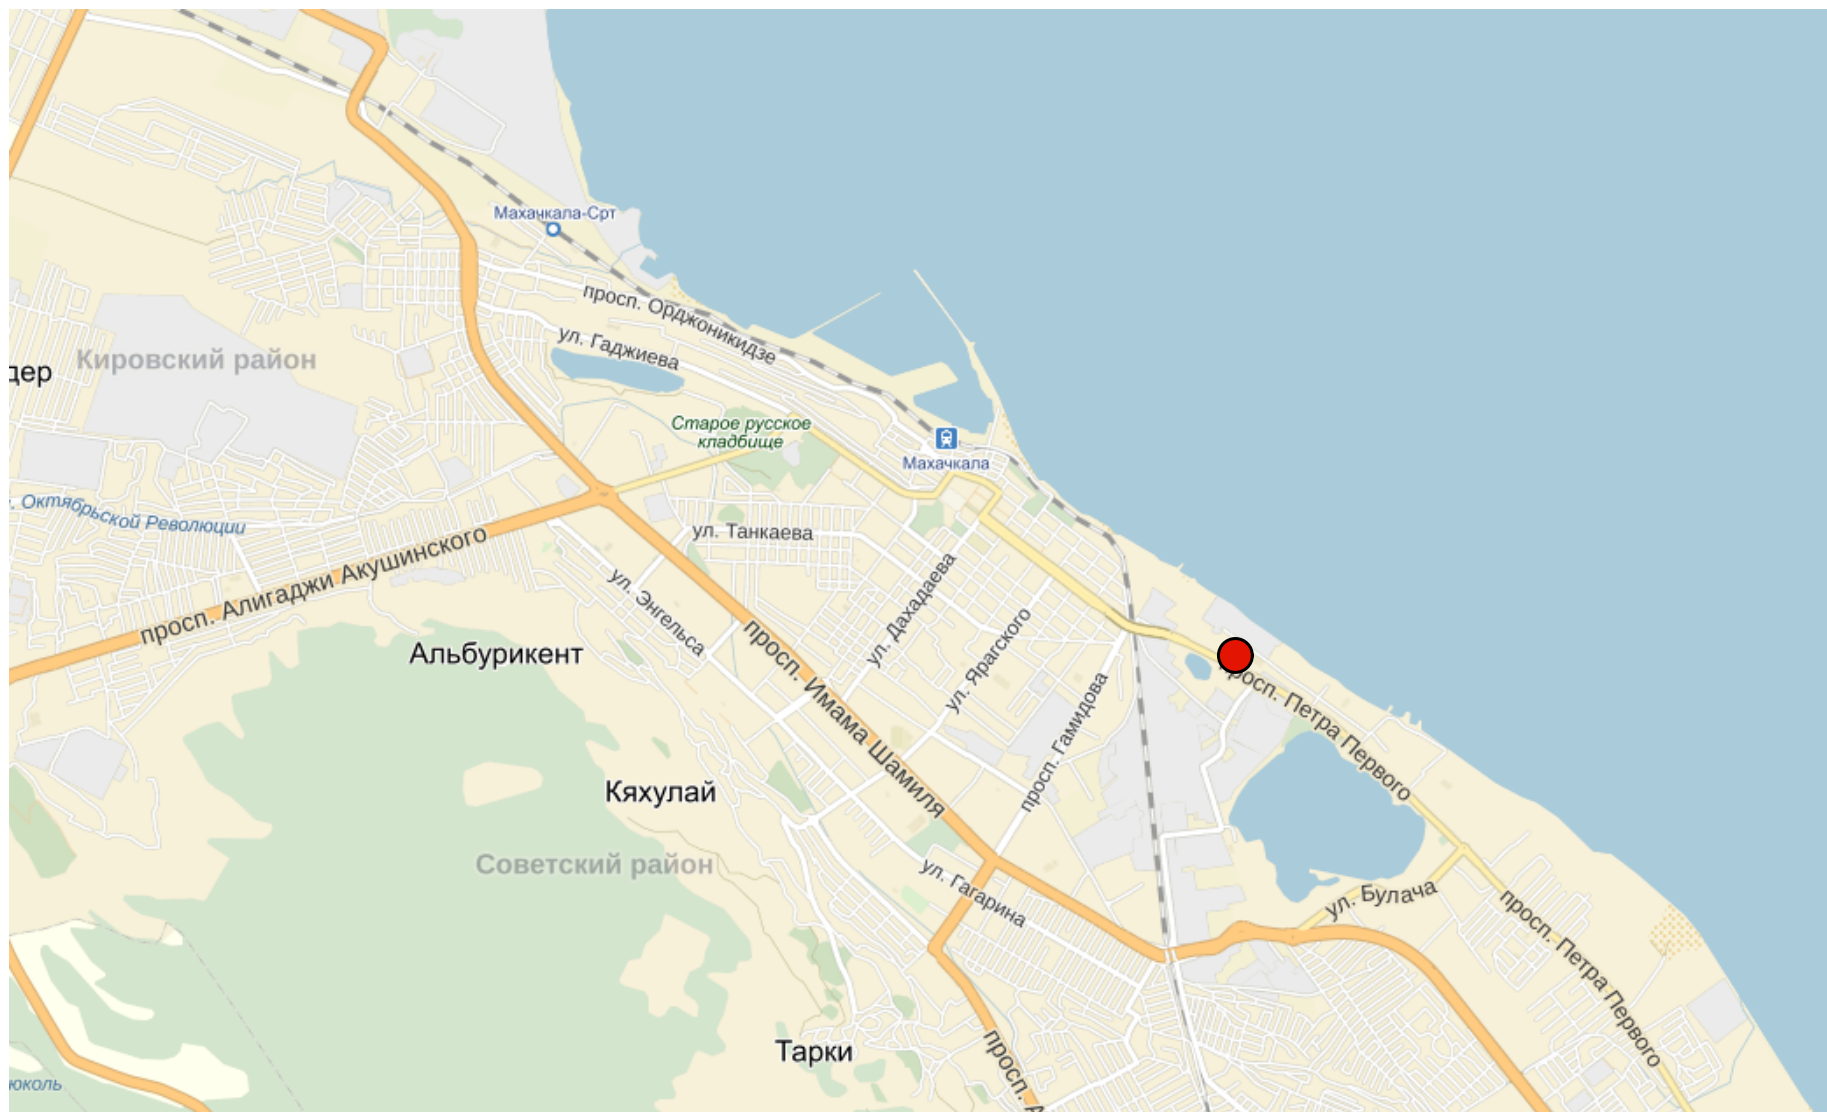 Махачкала-Срт
просп. Орджоникидзе
ул. Гаджиева
Кировский район
дер
Старое русское
кладбище
Махачкала
Октябрьской Революции
ул. Танкаева
просп. Алигаджи Акушинского
ул. Энгельса
ул. Дахадаева
ул. Ярагского
Альбурикент
просп. Имама Шамиля
просп. Гамидова
просп. Петра Первого
Кяхулай
Советский район
ул. Гагарина
ул. Булача
просп. Петра Первого
Тарки
просп. А
юколь